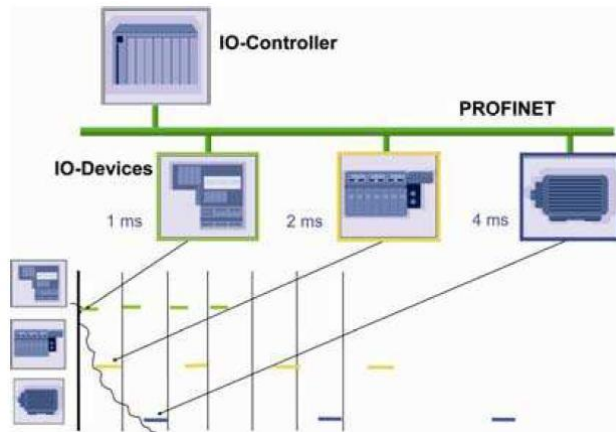 IO-Controller
PROFINET
IO-Devices
1 ms
2 ms
4 ms